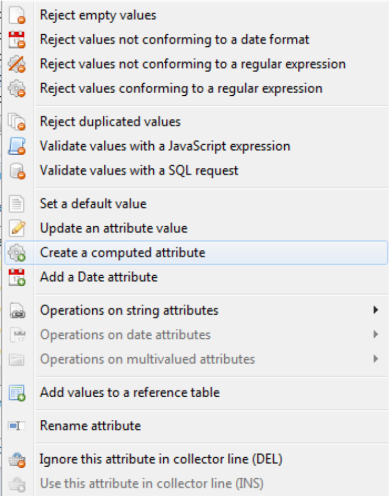 Reject empty values
Reject values not conforming to a date format
Reject values not conforming to a regular expression
Reject values conforming to a regular expression
Reject duplicated values
Validate values with a JavaScript expression
Validate values with a SQL request
Set a default value
Update an attribute value
Create a computed attribute
Add a Date attribute
Operations on string attributes
Operations on date attributes
Operations on multivalued attributes
Add values to a reference table
Rename attribute
Ignore this attribute in collector line (DEL)
Use this attribute in collector line (INS)